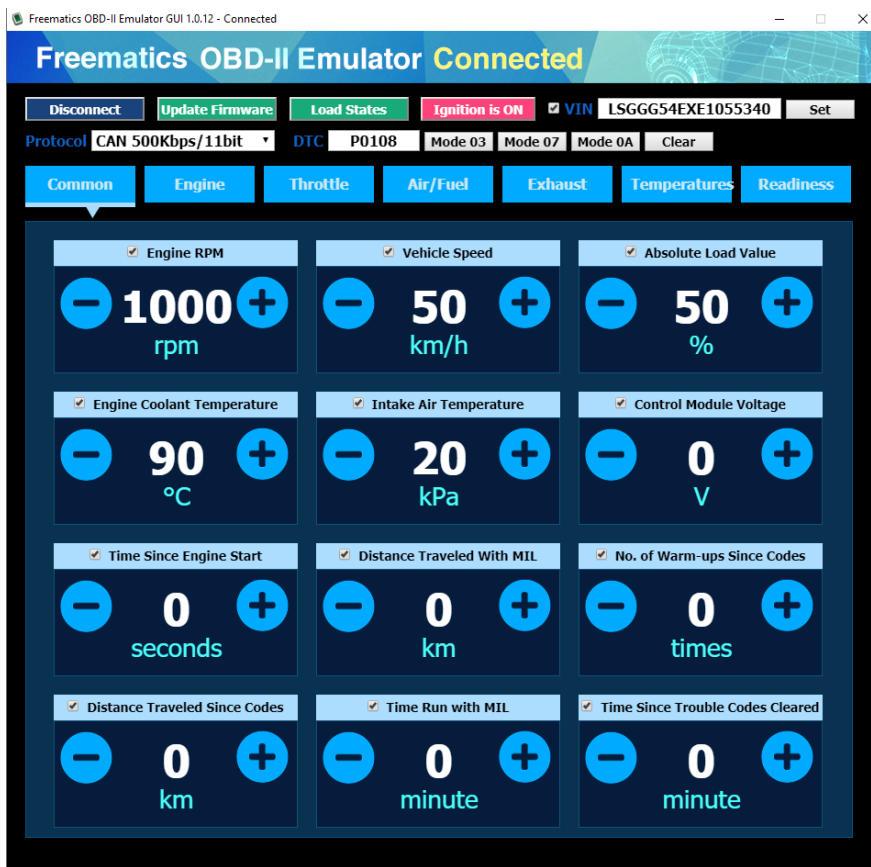 Freematics OBD-II Emulator GUI 1.0.12 - Connected
Freematics OBD-II Emulator Connected
Disconnect Update Firmware Load States Ignition is ON VIN LSGGG54EXE1055340 Set
Protocol CAN 500Kbps/11bit DTC P0108 Mode 03 Mode 07 Mode 0A Clear
Common Engine Throttle Air/Fuel Exhaust Temperatures Readiness
Engine RPM Vehicle Speed Absolute Load Value
1000 50 50
rpm km/h %
Engine Coolant Temperature Intake Air Temperature Control Module Voltage
90 20 0
°C kPa V
Time Since Engine Start Distance Traveled With MIL No. of Warm-ups Since Codes
0 0 0
seconds km times
Distance Traveled Since Codes Time Run with MIL Time Since Trouble Codes Cleared
0 0 0
km minute minute